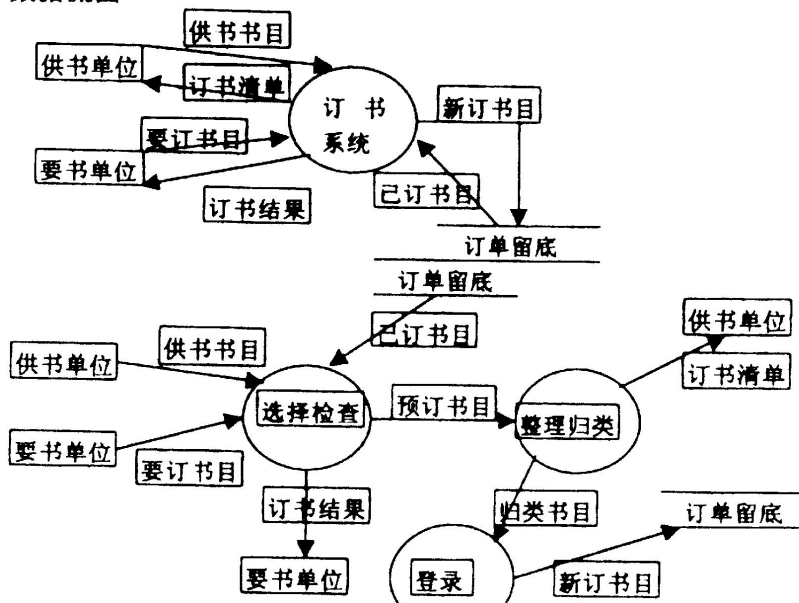 供书书目
供书单位
订书清单
订 书
系统
新订书目
要订书目
要书单位
订书结果
已订书目
订单留底
订单留底
供书单位
已订书目
供书书目
订书清单
供书单位
选择检查
预订书目
整理归类
要书单位
要订书目
订书结果
归类书目
订单留底
要书单位
登录
新订书目